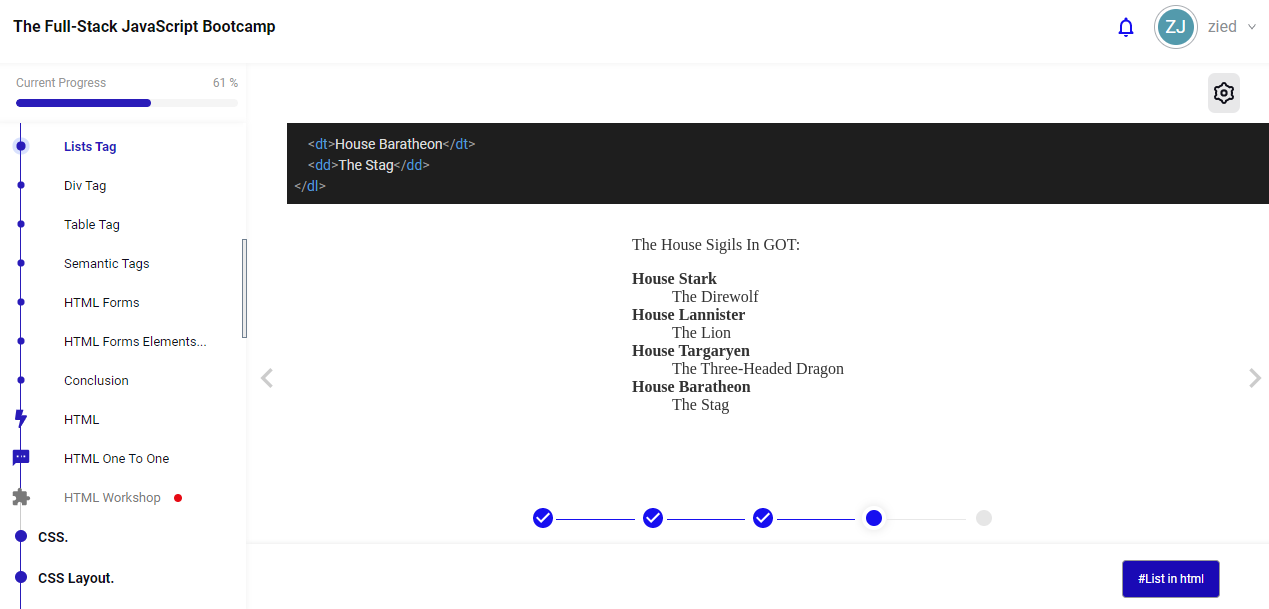 The Full-Stack JavaScript Bootcamp
ZJ
zied
Current Progress
61 %
Lists Tag
Div Tag
Table Tag
Semantic Tags
HTML Forms
HTML Forms Elements...
Conclusion
HTML
HTML One To One
HTML Workshop
CSS.
CSS Layout.
<dt>House Baratheon</dt>
<dd>The Stag</dd>
</dl>
The House Sigils In GOT:
House Stark
The Direwolf
House Lannister
The Lion
House Targaryen
The Three-Headed Dragon
House Baratheon
The Stag
#List in html